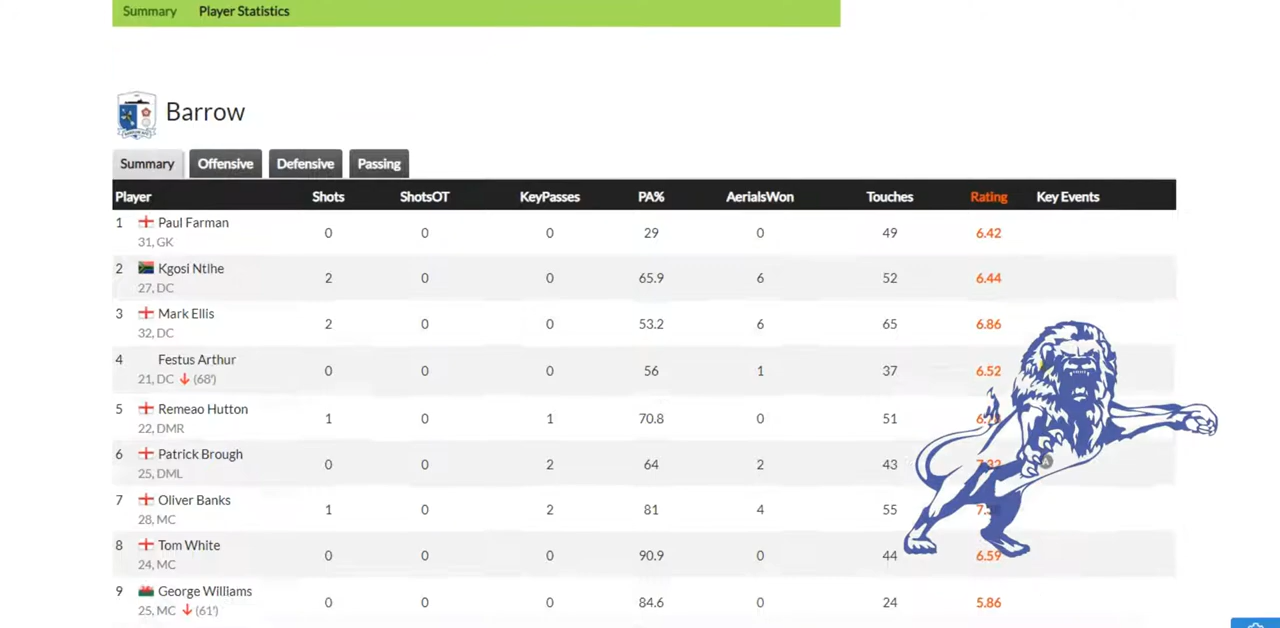 Summary Player Statistics
Barrow
Summary Offensive Defensive Passing
Player Shots ShotsOT KeyPasses PA% AerialsWon Touches Rating Key Events
1 Paul Farman 0 0 0 29 0 49 6.42
31, GK
2 Kgosi Ntlhe 2 0 0 65.9 6 52 6.44
27, DC
3 Mark Ellis 2 0 0 53.2 6 65 6.86
32, DC
4 Festus Arthur 0 0 0 56 1 37 6.52
21, DC (68')
5 Remeao Hutton 1 0 1 70.8 0 51
22, DMR
6 Patrick Brough 0 0 2 64 2 43 7.32
25, DML
7 Oliver Banks 1 0 2 81 4 55
28, MC
8 Tom White 0 0 0 90.9 0 44 6.59
24, MC
9 George Williams 0 0 0 84.6 0 24 5.86
25, MC (61')